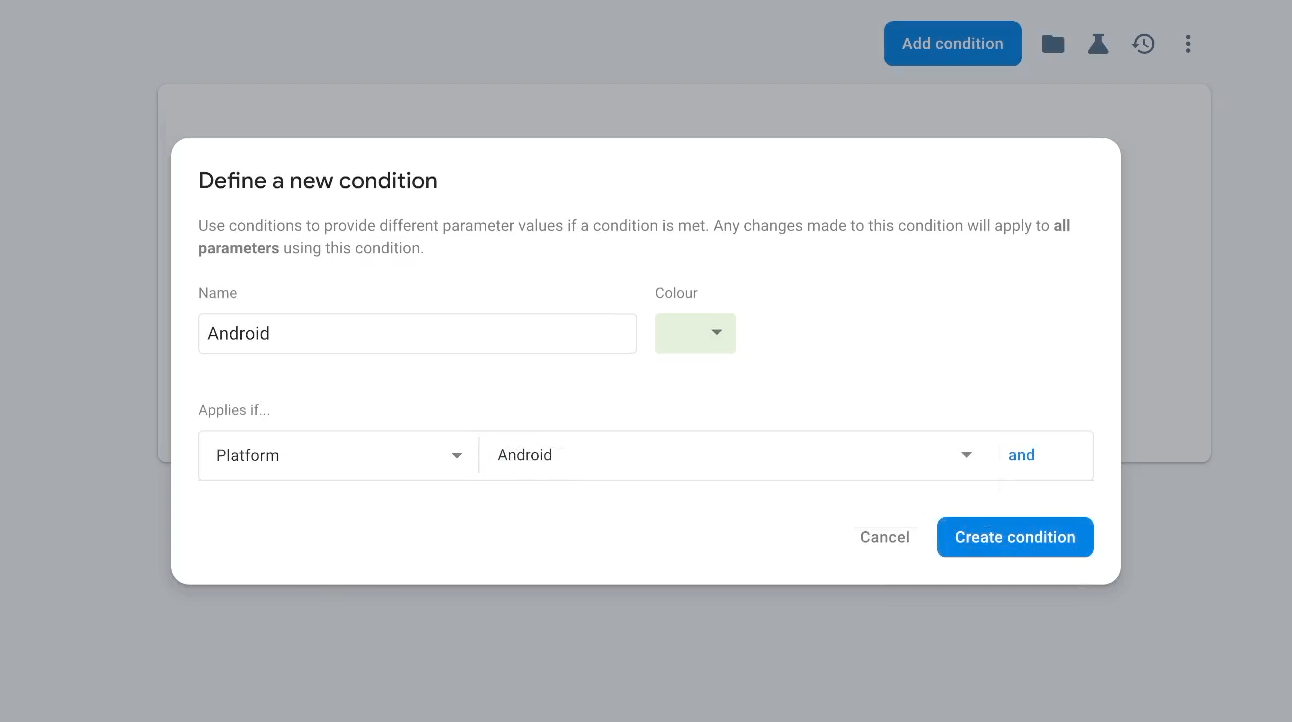 Add condition
Define a new condition
Use conditions to provide different parameter values if a condition is met. Any changes made to this condition will apply to all
parameters using this condition.
Name
Colour
Android
Applies if...
Platform
Android
and
Cancel
Create condition